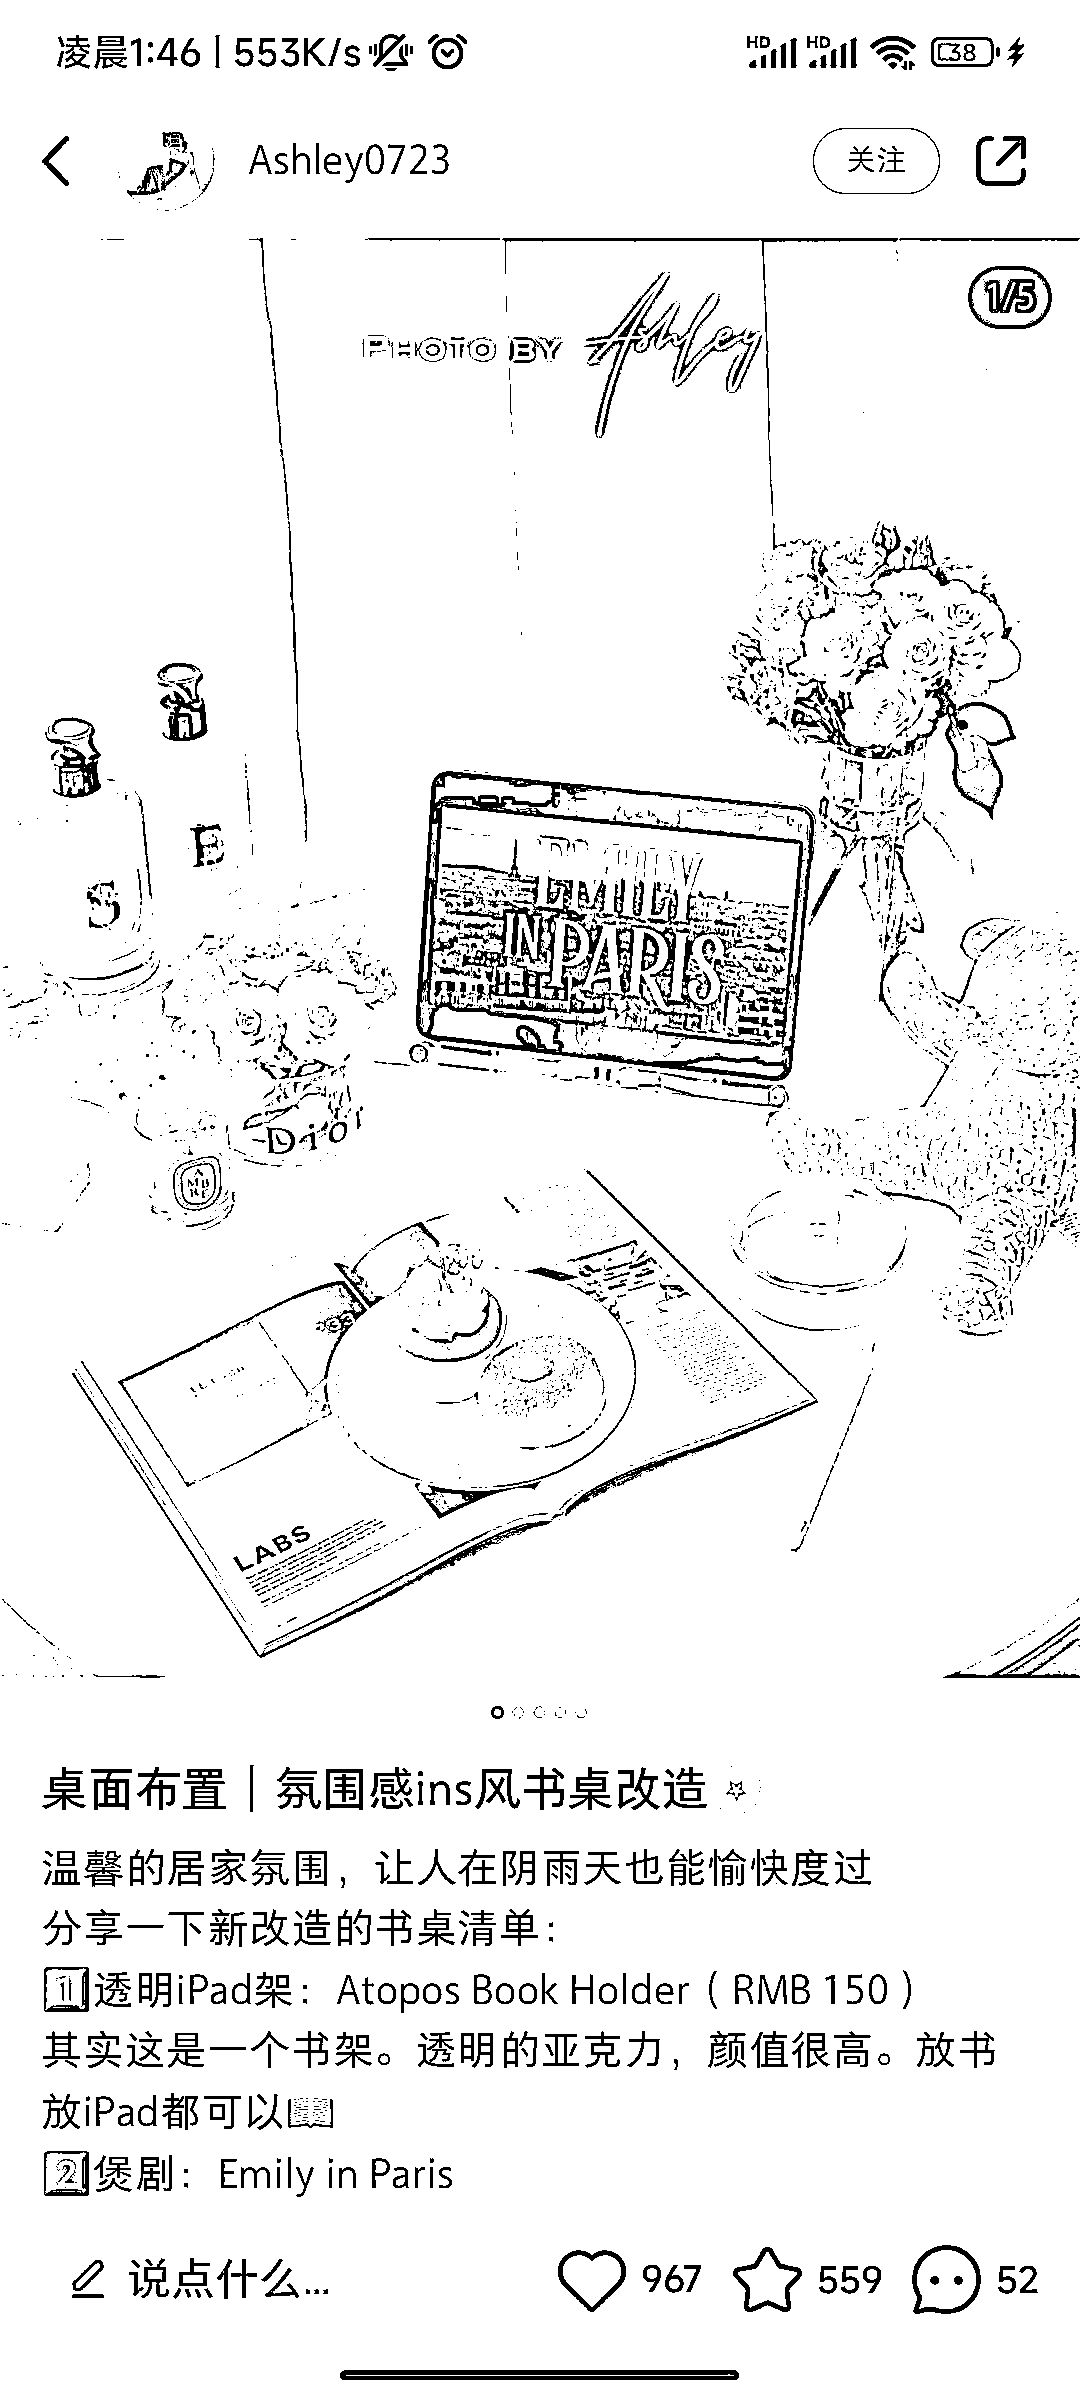 凌晨1:46 | 553K/s
HD HD 38
Ashley0723
关注
1/5
PHOTO BY Ashley
E
S
EMILY
IN PARIS
Dior
LABS
桌面布置｜氛围感ins风书桌改造
温馨的居家氛围，让人在阴雨天也能愉快度过
分享一下新改造的书桌清单：
1透明iPad架：Atopos Book Holder（RMB 150）
其实这是一个书架。透明的亚克力，颜值很高。放书
放iPad都可以📖
2煲剧：Emily in Paris
说点什么...
967
559
52